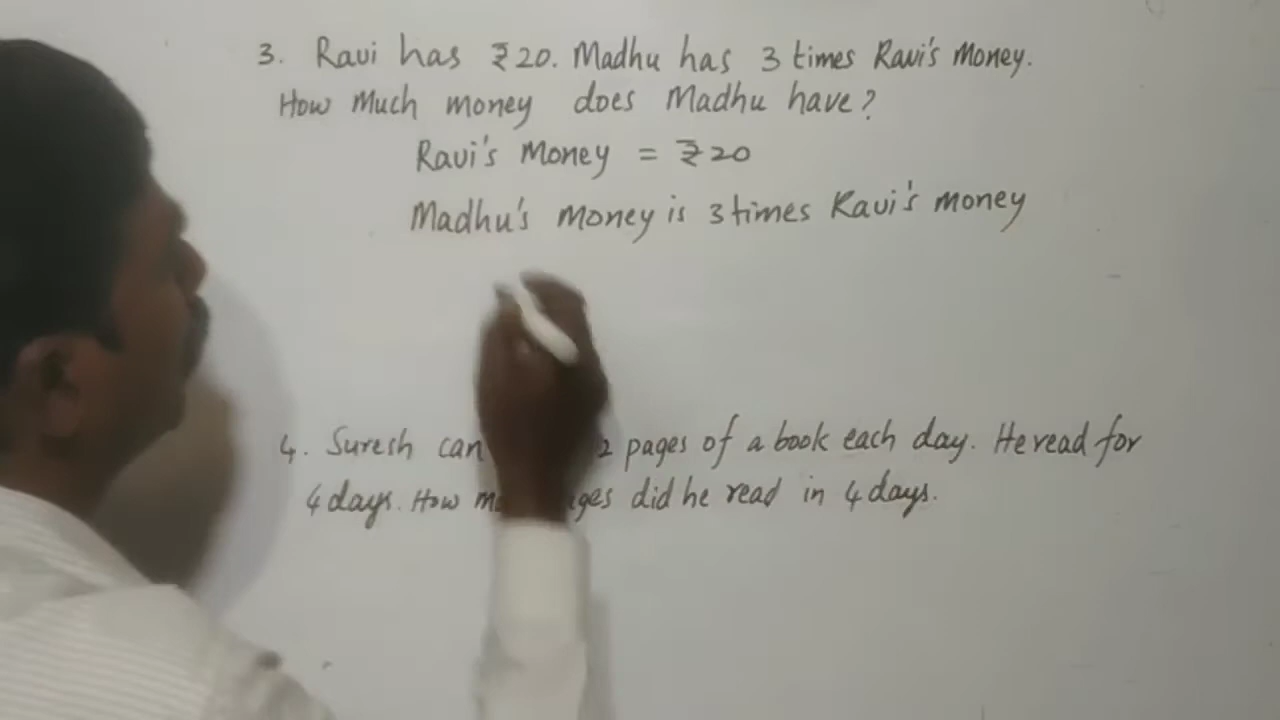 3. Ravi has ₹20. Madhu has 3 times Ravi's Money.
How Much money does Madhu have?
Ravi's Money = ₹20
Madhu's money is 3 times Ravi's money
4. Suresh can 2 pages of a book each day. He read for
4 days. How did he read in 4 days.